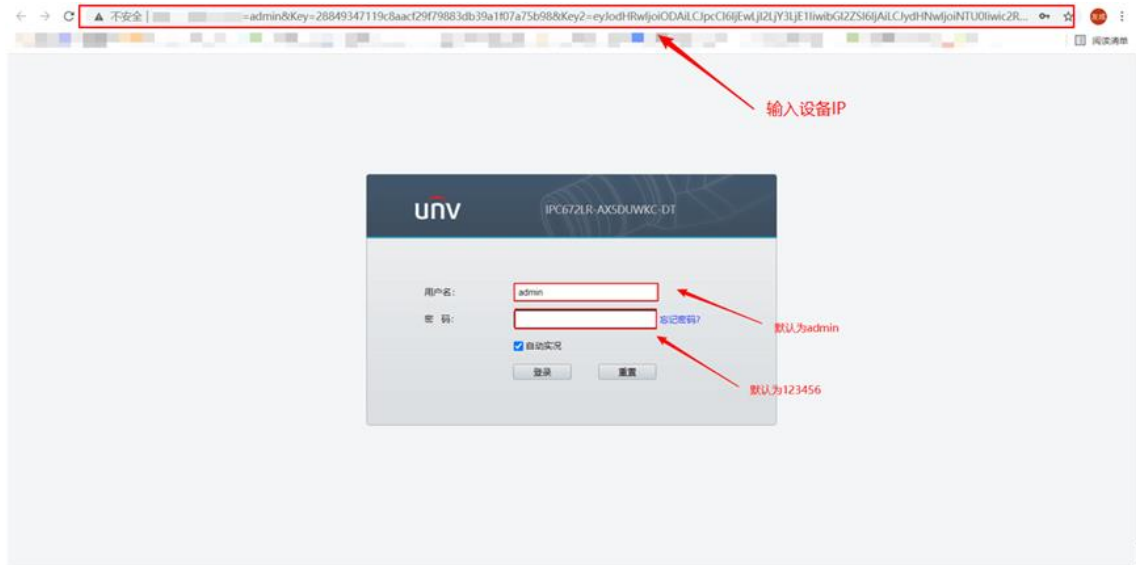 不安全 =admin&Key=28849347119c8aacf29f79883db39a1f07a75b98&Key2=eyJodHRwIjoiODAiLCJpcCI6IjEwLjI2LjY3LjE1IiwibGl2ZSI6IjAiLCJydHNwIjoiNTU0Iiwic2R...
阅读清单
输入设备IP
unv IPC672LR-AX5DUWKC-DT
用户名: admin
默认为admin
密 码: 忘记密码?
自动实况
登录 重置
默认为123456